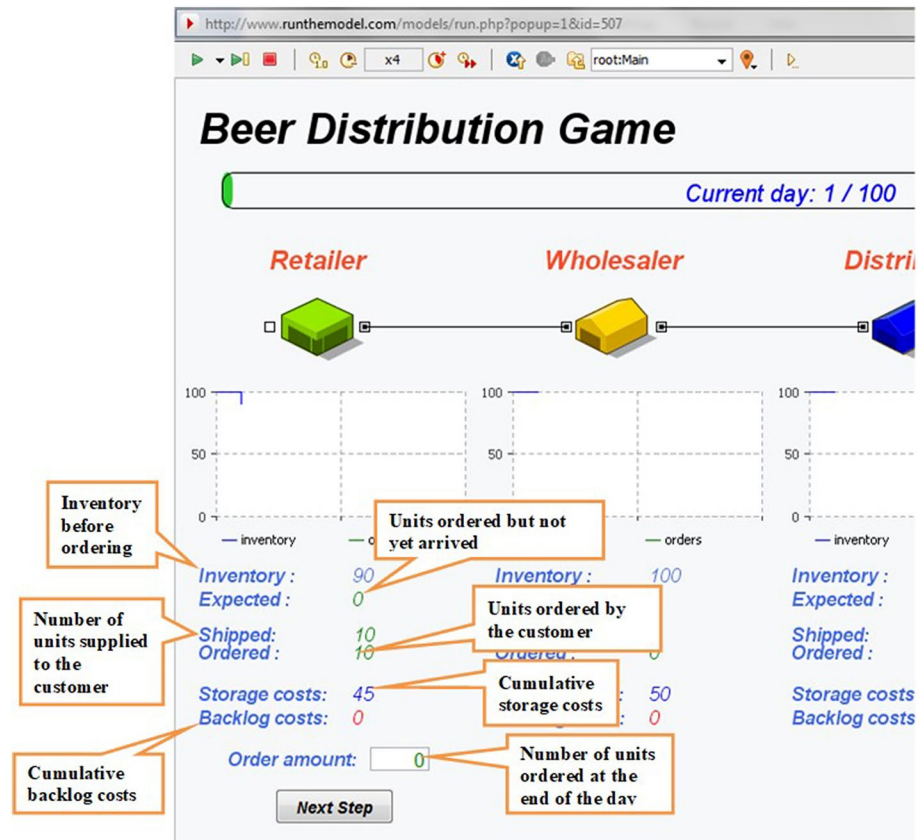 http://www.runthemodel.com/models/run.php?popup=1&id=507
x4
root:Main
Beer Distribution Game
Current day: 1 / 100
Retailer
Wholesaler
Distri
100
50
0
100
50
100
50
0
inventory
o
orders
inventory
Inventory before ordering
Units ordered but not
yet arrived
Inventory :
90
Inventory :
100
Inventory :
Expected :
0
Expected :
Number of
units supplied
to the
customer
Units ordered by
the customer
Shipped:
10
Shipped:
Ordered :
10
Ordered :
0
Ordered :
Cumulative
storage costs
Storage costs:
45
:
50
Storage costs
Backlog costs:
0
:
0
Backlog costs
Cumulative
backlog costs
Order amount:
0
Number of units
ordered at the
end of the day
Next Step